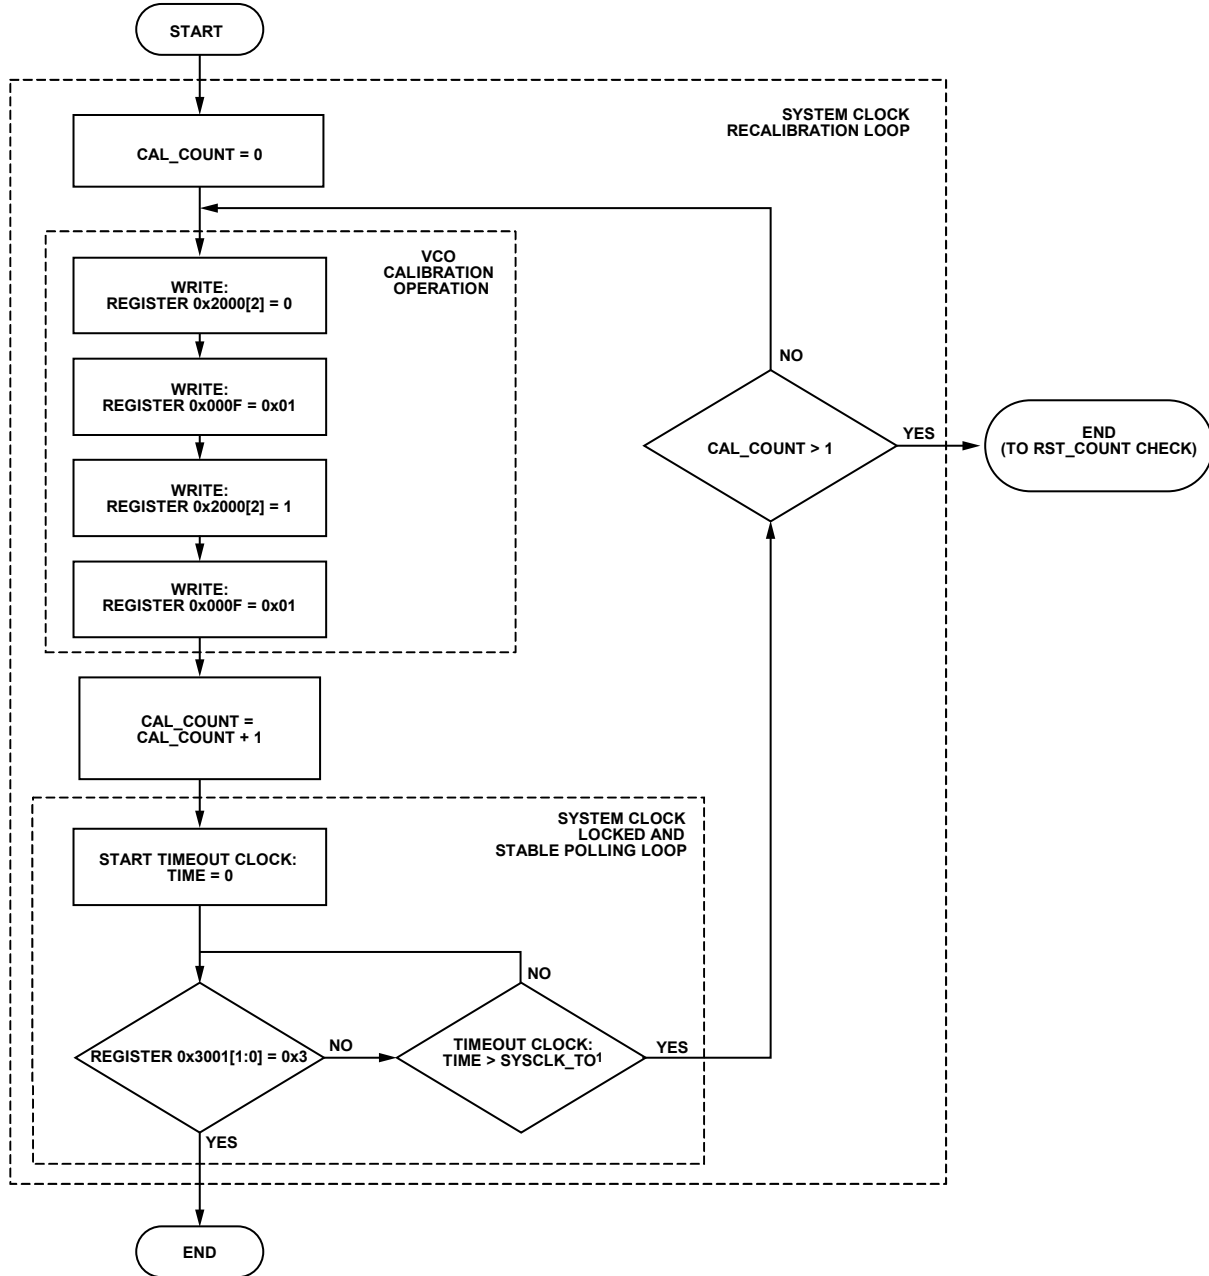 START
SYSTEM CLOCK
RECALIBRATION LOOP
CAL_COUNT = 0
VCO
CALIBRATION
OPERATION
WRITE:
REGISTER 0x2000[2] = 0
WRITE:
REGISTER 0x000F = 0x01
WRITE:
REGISTER 0x2000[2] = 1
WRITE:
REGISTER 0x000F = 0x01
NO
CAL_COUNT > 1
YES
END
(TO RST_COUNT CHECK)
CAL_COUNT =
CAL_COUNT + 1
SYSTEM CLOCK
LOCKED AND
STABLE POLLING LOOP
START TIMEOUT CLOCK:
TIME = 0
NO
REGISTER 0x3001[1:0] = 0x3
NO
TIMEOUT CLOCK:
TIME > SYSCLK_TO¹
YES
YES
END